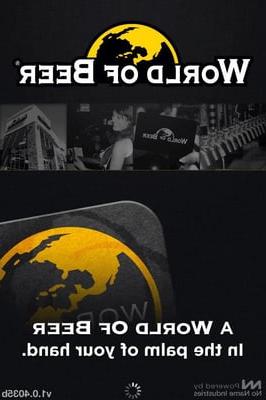 WORLD OF BEER®
WORLD OF BEER
WOR
A WORLD OF BEER
In the palm of your hand.
Powered by
No Name Industries
v1.0.4035b